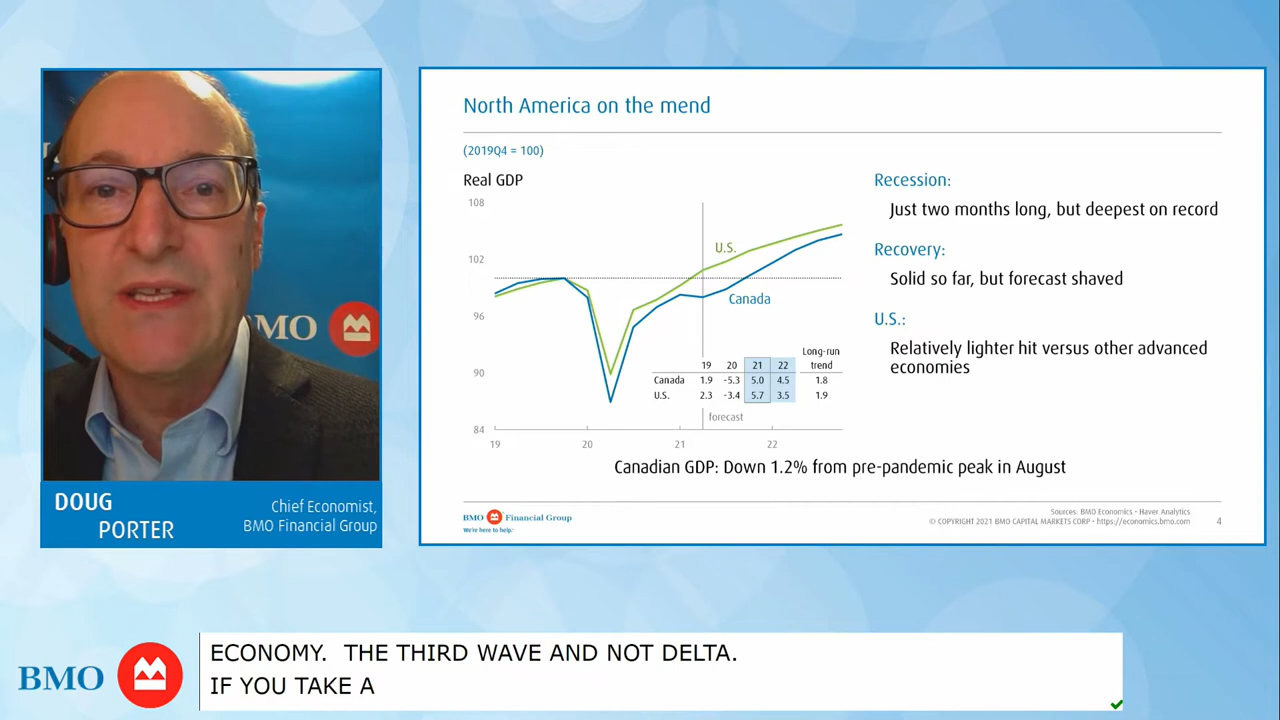 BMO
DOUG
PORTER
Chief Economist,
BMO Financial Group
North America on the mend
(2019Q4 = 100)
Real GDP
108
102
96
90
84
19
20
21
22
U.S.
Canada
Long-run
19 20 21 22 trend
Canada 1.9 -5.3 5.0 4.5 1.8
U.S. 2.3 -3.4 5.7 3.5 1.9
forecast
Recession:
Just two months long, but deepest on record
Recovery:
Solid so far, but forecast shaved
U.S.:
Relatively lighter hit versus other advanced
economies
Canadian GDP: Down 1.2% from pre-pandemic peak in August
BMO Financial Group
We're here to help.™
Sources: BMO Economics • Haver Analytics
© COPYRIGHT 2021 BMO CAPITAL MARKETS CORP • https://economics.bmo.com
4
BMO
ECONOMY. THE THIRD WAVE AND NOT DELTA.
IF YOU TAKE A